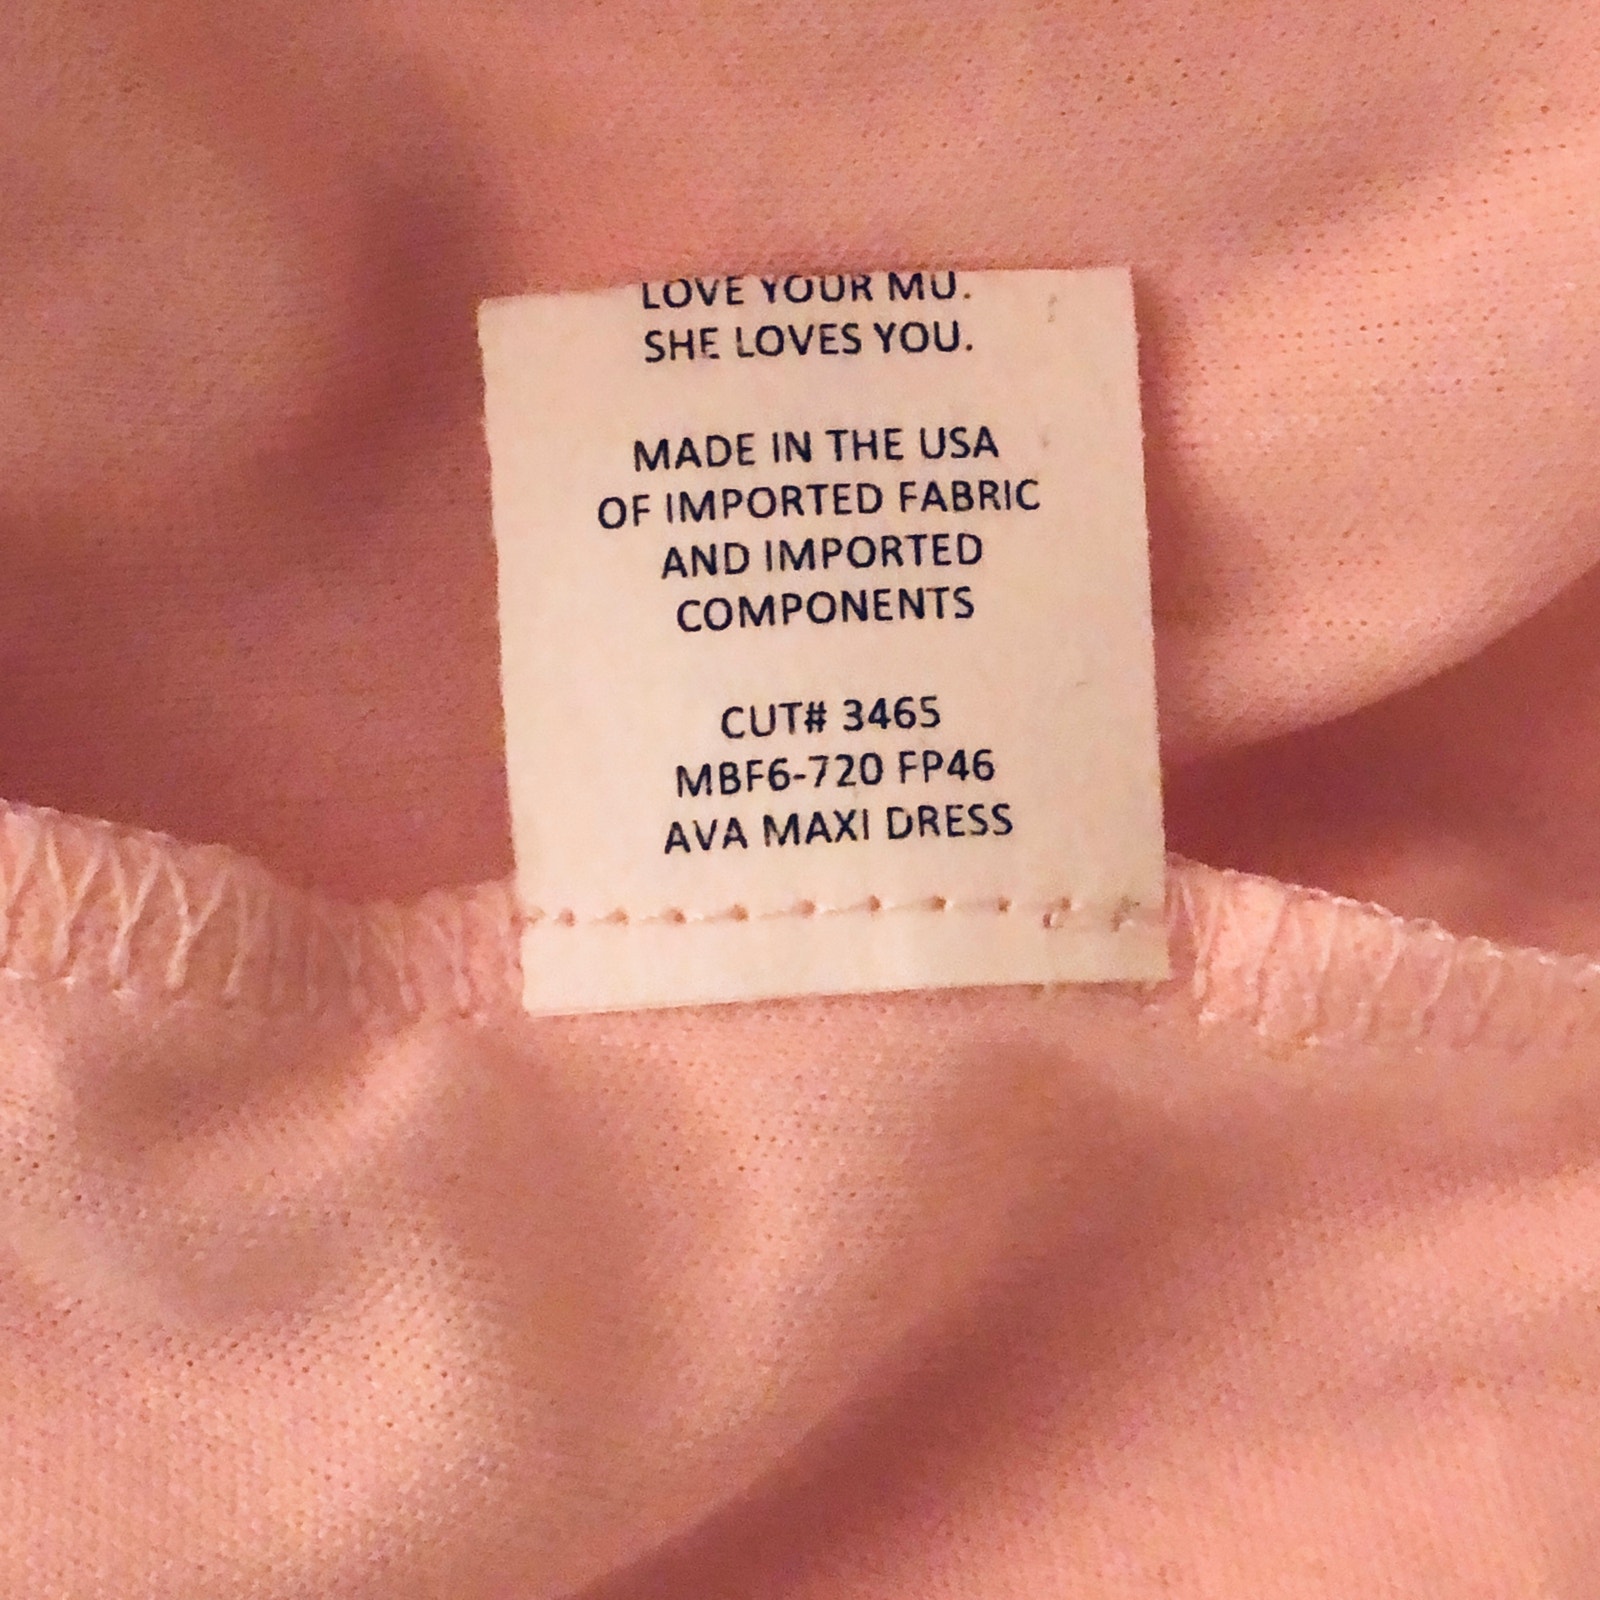 LOVE YOUR MU.
SHE LOVES YOU.
MADE IN THE USA
OF IMPORTED FABRIC
AND IMPORTED
COMPONENTS
CUT# 3465
MBF6-720 FP46
AVA MAXI DRESS